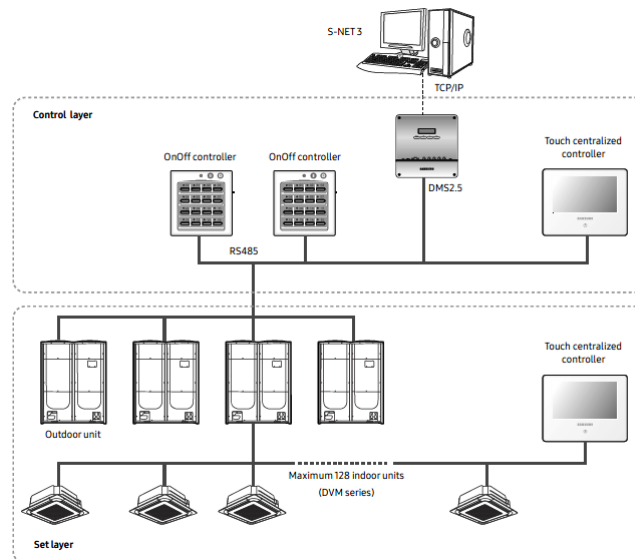 S-NET 3
TCP/IP
Control layer
OnOff controller
OnOff controller
DMS2.5
Touch centralized
controller
RS485
Touch centralized
controller
Outdoor unit
Maximum 128 indoor units
(DVM series)
Set layer